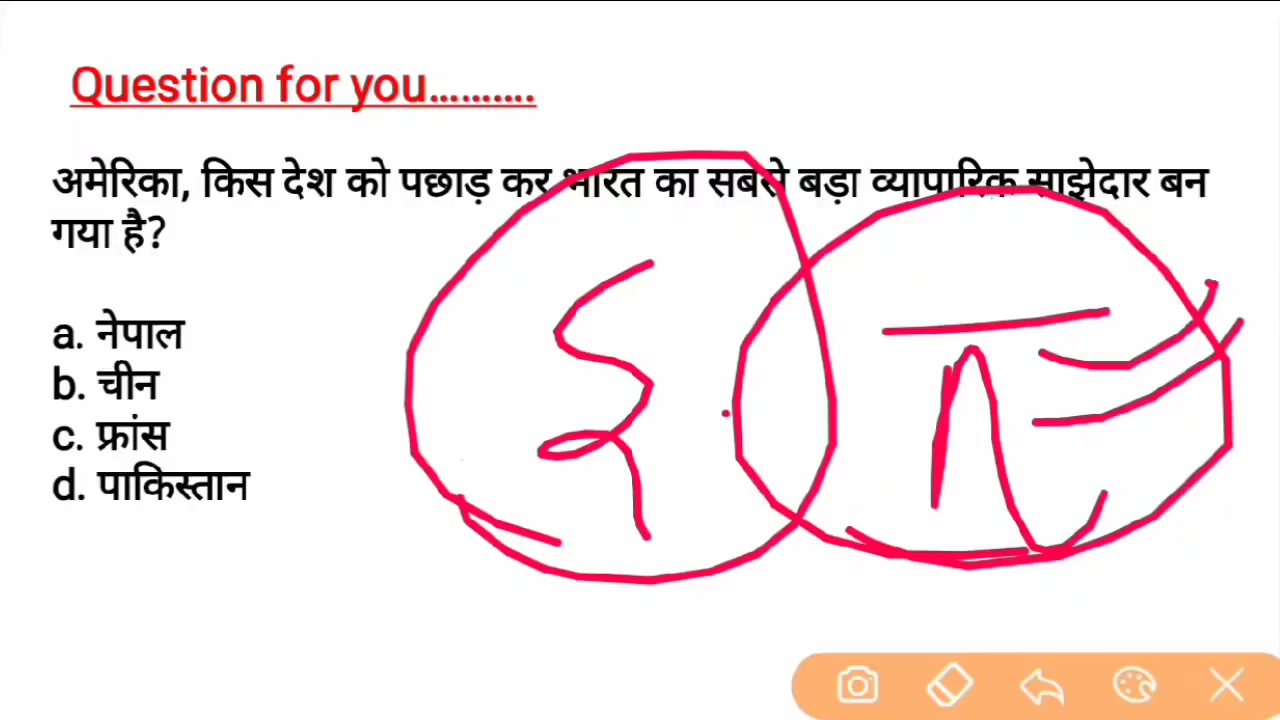 Question for you..........
अमेरिका, किस देश को पछाड़ कर भारत का सबसे बड़ा व्यापारिक साझेदार बन
गया है?
a. नेपाल
b. चीन
c. फ्रांस
d. पाकिस्तान